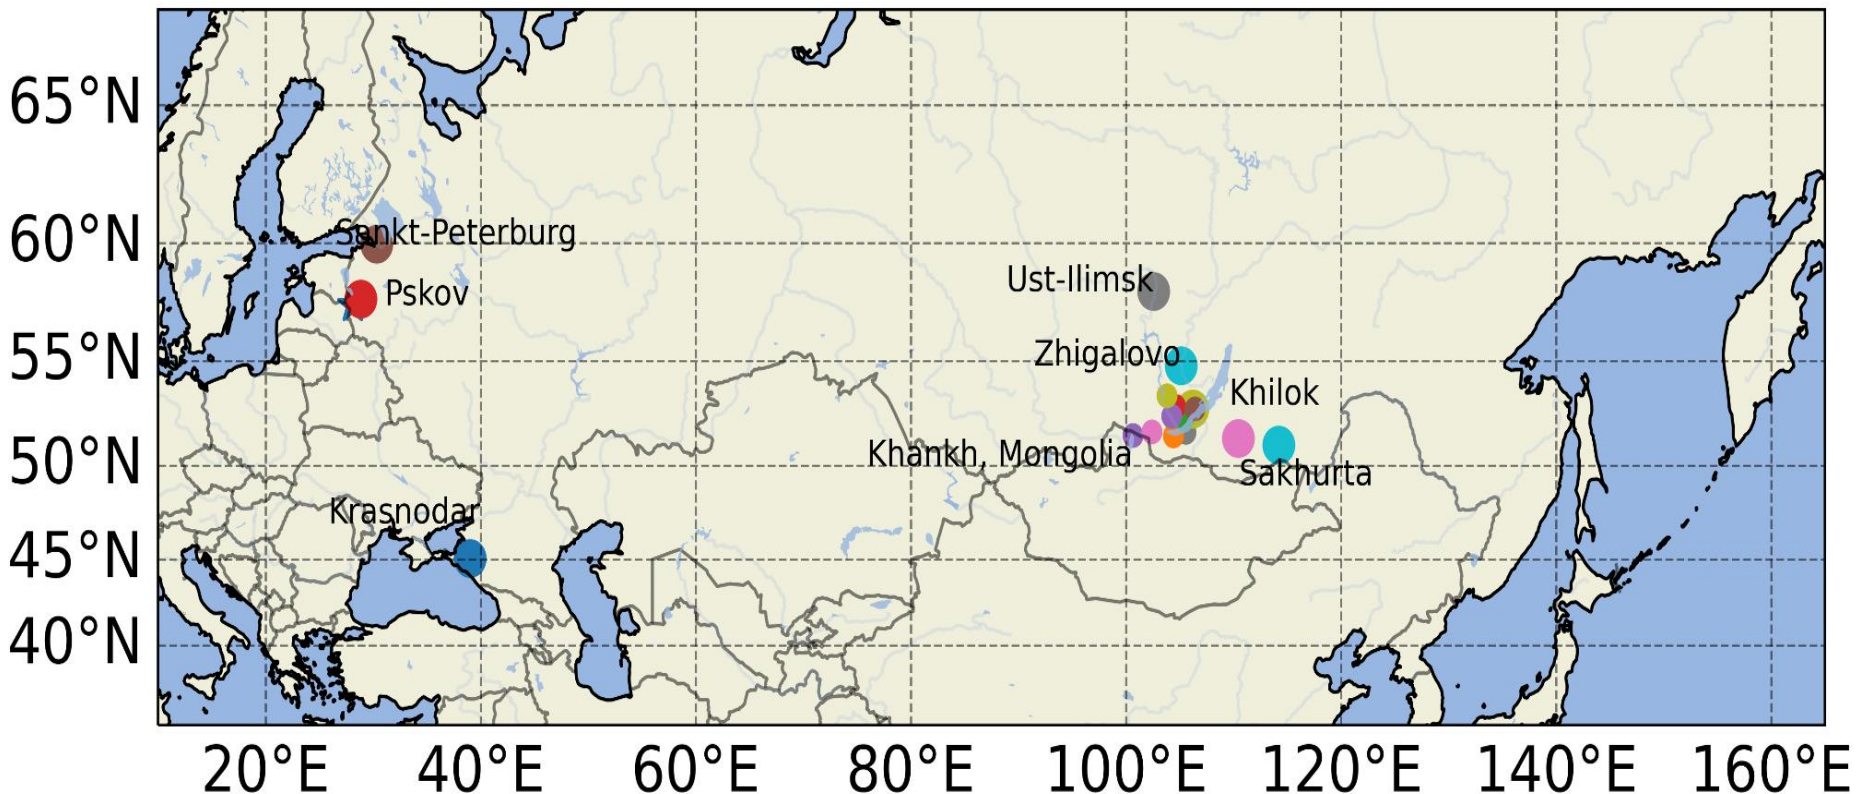 65°N
60°N
55°N
50°N
45°N
40°N
Sankt-Peterburg
Pskov
Ust-Ilimsk
Zhigalovo
Khilok
Khankh, Mongolia
Sakhurta
Krasnodar
20°E 40°E 60°E 80°E 100°E 120°E 140°E 160°E